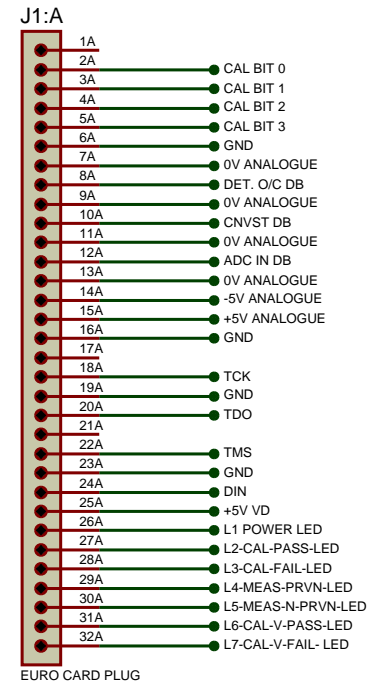 J1:A
1A
2A CAL BIT 0
3A CAL BIT 1
4A CAL BIT 2
5A CAL BIT 3
6A GND
7A 0V ANALOGUE
8A DET. O/C DB
9A 0V ANALOGUE
10A CNVST DB
11A 0V ANALOGUE
12A ADC IN DB
13A 0V ANALOGUE
14A -5V ANALOGUE
15A +5V ANALOGUE
16A GND
17A
18A TCK
19A GND
20A TDO
21A
22A TMS
23A GND
24A DIN
25A +5V VD
26A L1 POWER LED
27A L2-CAL-PASS-LED
28A L3-CAL-FAIL-LED
29A L4-MEAS-PRVN-LED
30A L5-MEAS-N-PRVN-LED
31A L6-CAL-V-PASS-LED
32A L7-CAL-V-FAIL- LED
EURO CARD PLUG